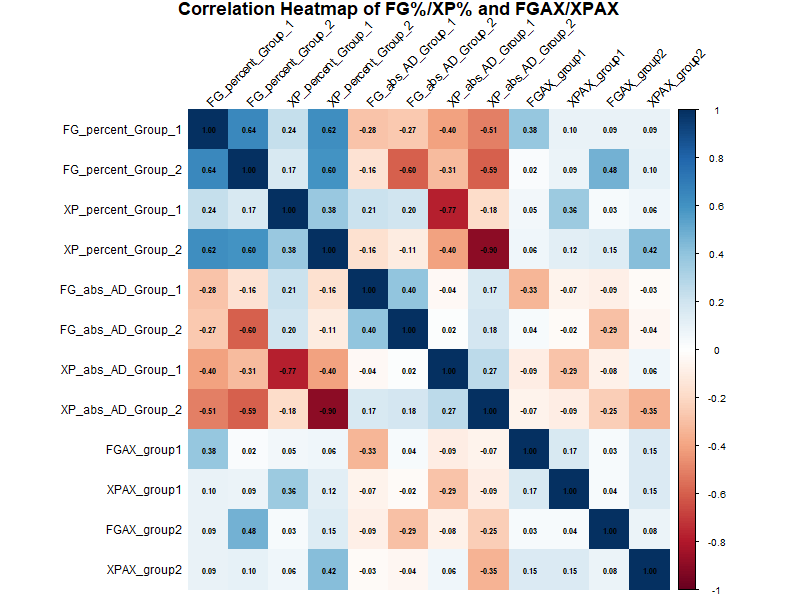 Correlation Heatmap of FG%/XP% and FGAX/XPAX
FG_percent_Group_1 FG_percent_Group_2 XP_percent_Group_1 XP_percent_Group_2 FG_abs_AD_Group_1 FG_abs_AD_Group_2 XP_abs_AD_Group_1 XP_abs_AD_Group_2 FGAX_group1 XPAX_group1 FGAX_group2 XPAX_group2
FG_percent_Group_1 1.00 0.64 0.24 0.62 -0.28 -0.27 -0.40 -0.51 0.38 0.10 0.09 0.09
FG_percent_Group_2 0.64 1.00 0.17 0.60 -0.16 -0.60 -0.31 -0.59 0.02 0.09 0.48 0.10
XP_percent_Group_1 0.24 0.17 1.00 0.38 0.21 0.20 -0.77 -0.18 0.05 0.36 0.03 0.06
XP_percent_Group_2 0.62 0.60 0.38 1.00 -0.16 -0.11 -0.40 -0.90 0.06 0.12 0.15 0.42
FG_abs_AD_Group_1 -0.28 -0.16 0.21 -0.16 1.00 0.40 -0.04 0.17 -0.33 -0.07 -0.09 -0.03
FG_abs_AD_Group_2 -0.27 -0.60 0.20 -0.11 0.40 1.00 0.02 0.18 0.04 -0.02 -0.29 -0.04
XP_abs_AD_Group_1 -0.40 -0.31 -0.77 -0.40 -0.04 0.02 1.00 0.27 -0.09 -0.29 -0.08 0.06
XP_abs_AD_Group_2 -0.51 -0.59 -0.18 -0.90 0.17 0.18 0.27 1.00 -0.07 -0.09 -0.25 -0.35
FGAX_group1 0.38 0.02 0.05 0.06 -0.33 0.04 -0.09 -0.07 1.00 0.17 0.03 0.15
XPAX_group1 0.10 0.09 0.36 0.12 -0.07 -0.02 -0.29 -0.09 0.17 1.00 0.04 0.15
FGAX_group2 0.09 0.48 0.03 0.15 -0.09 -0.29 -0.08 -0.25 0.03 0.04 1.00 0.08
XPAX_group2 0.09 0.10 0.06 0.42 -0.03 -0.04 0.06 -0.35 0.15 0.15 0.08 1.00
1
0.8
0.6
0.4
0.2
0
-0.2
-0.4
-0.6
-0.8
-1